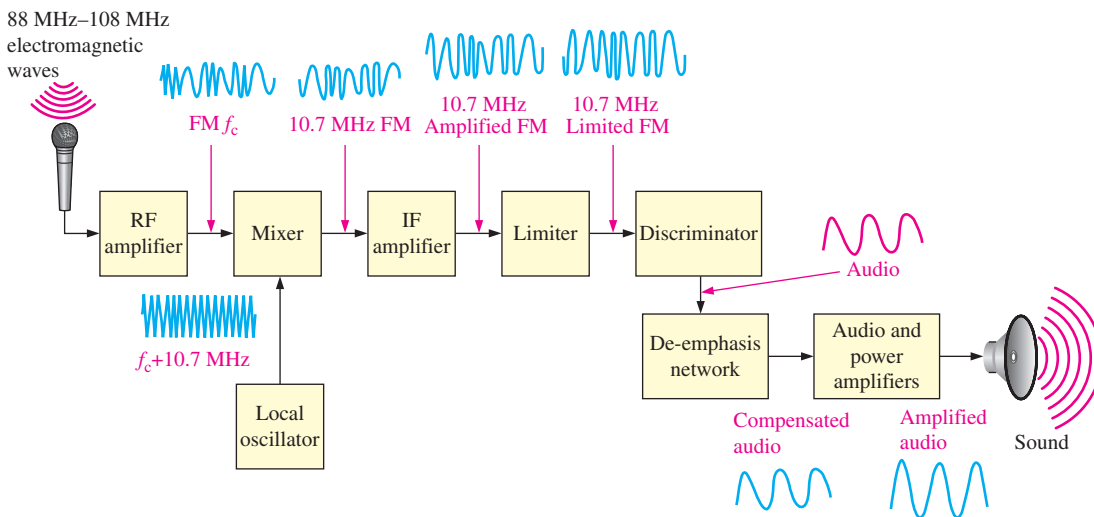 88 MHz–108 MHz
electromagnetic
waves
FM fc
10.7 MHz FM
10.7 MHz
Amplified FM
10.7 MHz
Limited FM
RF
amplifier
Mixer
IF
amplifier
Limiter
Discriminator
Audio
fc+10.7 MHz
Local
oscillator
De-emphasis
network
Audio and
power
amplifiers
Compensated
audio
Amplified
audio
Sound